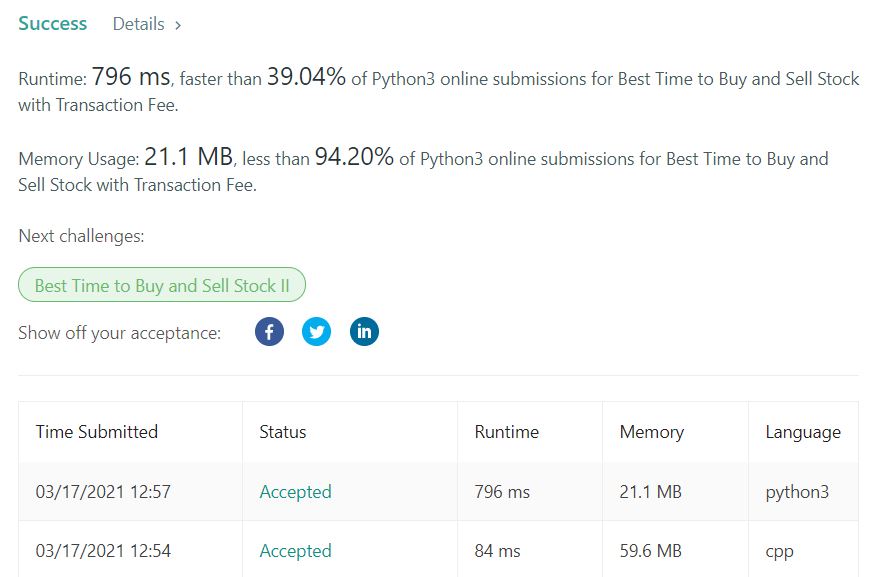 Success Details >
Runtime: 796 ms, faster than 39.04% of Python3 online submissions for Best Time to Buy and Sell Stock
with Transaction Fee.
Memory Usage: 21.1 MB, less than 94.20% of Python3 online submissions for Best Time to Buy and
Sell Stock with Transaction Fee.
Next challenges:
Best Time to Buy and Sell Stock II
Show off your acceptance: f in
Time Submitted Status Runtime Memory Language
03/17/2021 12:57 Accepted 796 ms 21.1 MB python3
03/17/2021 12:54 Accepted 84 ms 59.6 MB cpp